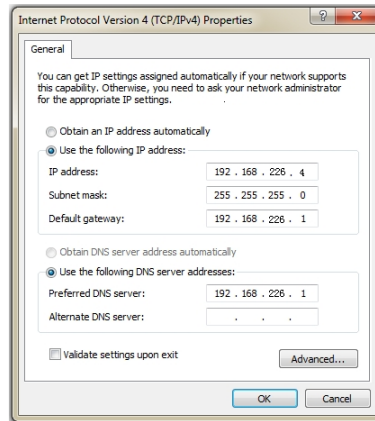 Internet Protocol Version 4 (TCP/IPv4) Properties
General
You can get IP settings assigned automatically if your network supports
this capability. Otherwise, you need to ask your network administrator
for the appropriate IP settings.
Obtain an IP address automatically
Use the following IP address:
IP address: 192 . 168 . 226 . 4
Subnet mask: 255 . 255 . 255 . 0
Default gateway: 192 . 168 . 226 . 1
Obtain DNS server address automatically
Use the following DNS server addresses:
Preferred DNS server: 192 . 168 . 226 . 1
Alternate DNS server: . . .
Validate settings upon exit
Advanced...
OK Cancel